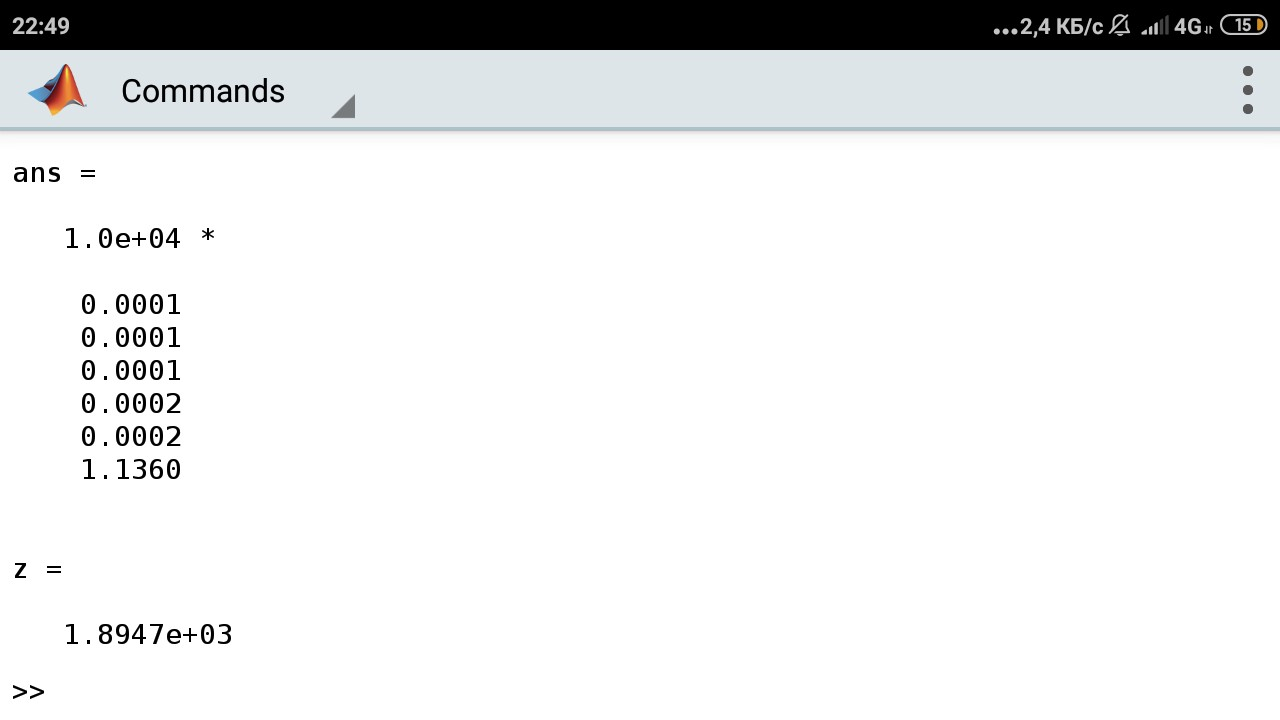 22:49
...2,4 КБ/с 4G 15
Commands
ans =
1.0e+04 *
0.0001
0.0001
0.0001
0.0002
0.0002
1.1360
z =
1.8947e+03
>>